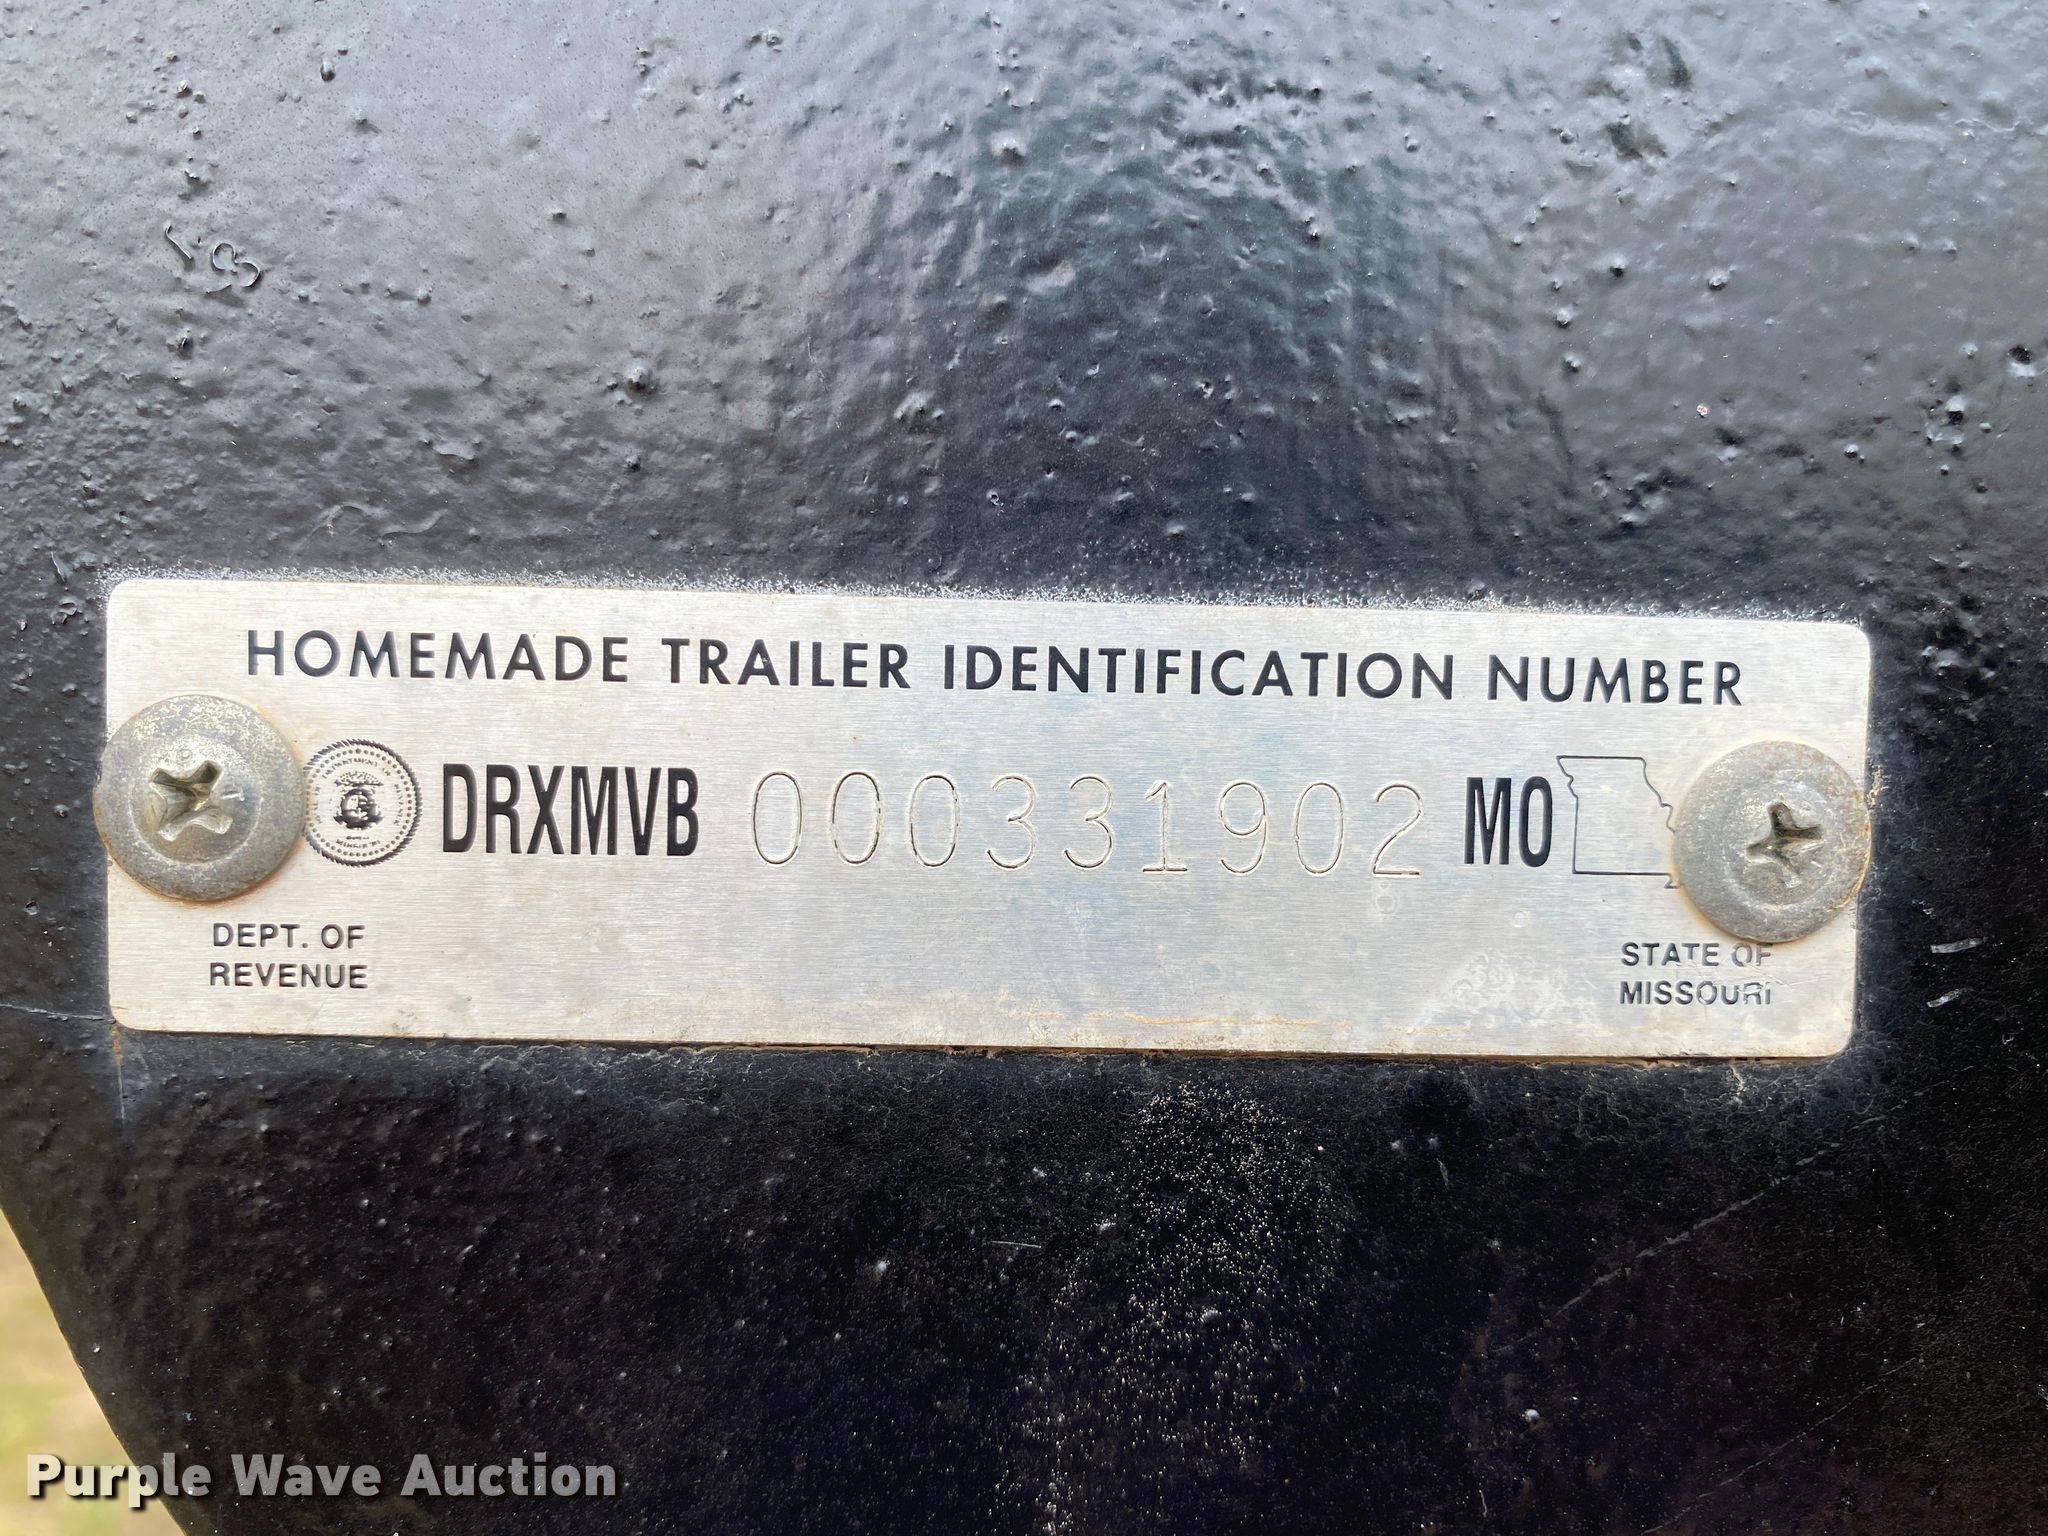 HOMEMADE TRAILER IDENTIFICATION NUMBER
DRXMVB 000331902 MO
DEPT. OF
REVENUE
STATE OF
MISSOURI
Purple Wave Auction